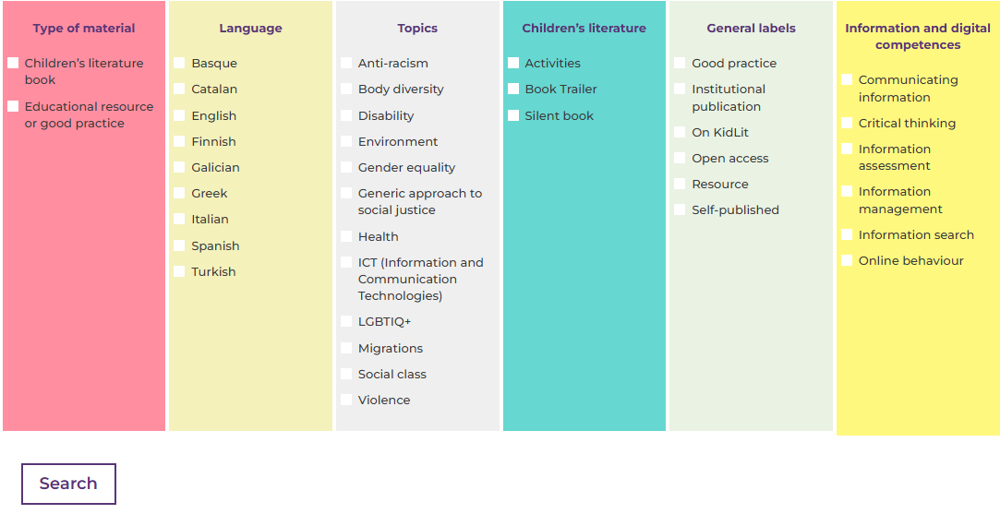 Type of material
Children's literature
book
Educational resource
or good practice
Language
Basque
Catalan
English
Finnish
Galician
Greek
Italian
Spanish
Turkish
Topics
Anti-racism
Body diversity
Disability
Environment
Gender equality
Generic approach to
social justice
Health
ICT (Information and
Communication
Technologies)
LGBTIQ+
Migrations
Social class
Violence
Children’s literature
Activities
Book Trailer
Silent book
General labels
Good practice
Institutional
publication
On KidLit
Open access
Resource
Self-published
Information and digital
competences
Communicating
information
Critical thinking
Information
assessment
Information
management
Information search
Online behaviour
Search